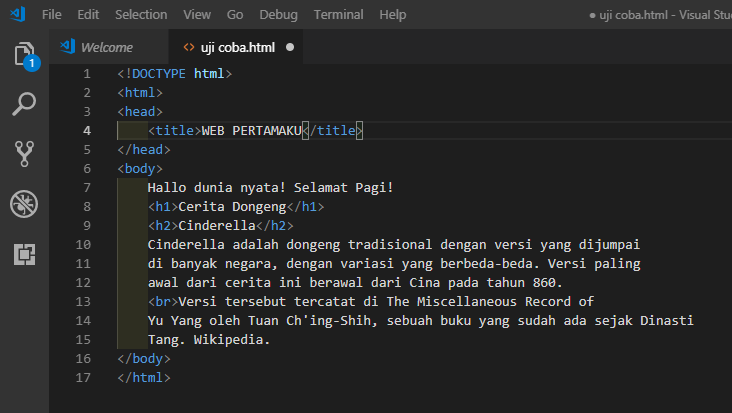 File Edit Selection View Go Debug Terminal Help ● uji coba.html - Visual Stu
Welcome <> uji coba.html ●
1
1 <!DOCTYPE html>
2 <html>
3 <head>
4 <title>WEB PERTAMAKU</title>
5 </head>
6 <body>
7 Hallo dunia nyata! Selamat Pagi!
8 <h1>Cerita Dongeng</h1>
9 <h2>Cinderella</h2>
10 Cinderella adalah dongeng tradisional dengan versi yang dijumpai
11 di banyak negara, dengan variasi yang berbeda-beda. Versi paling
12 awal dari cerita ini berawal dari Cina pada tahun 860.
13 <br>Versi tersebut tercatat di The Miscellaneous Record of
14 Yu Yang oleh Tuan Ch'ing-Shih, sebuah buku yang sudah ada sejak Dinasti
15 Tang. Wikipedia.
16 </body>
17 </html>